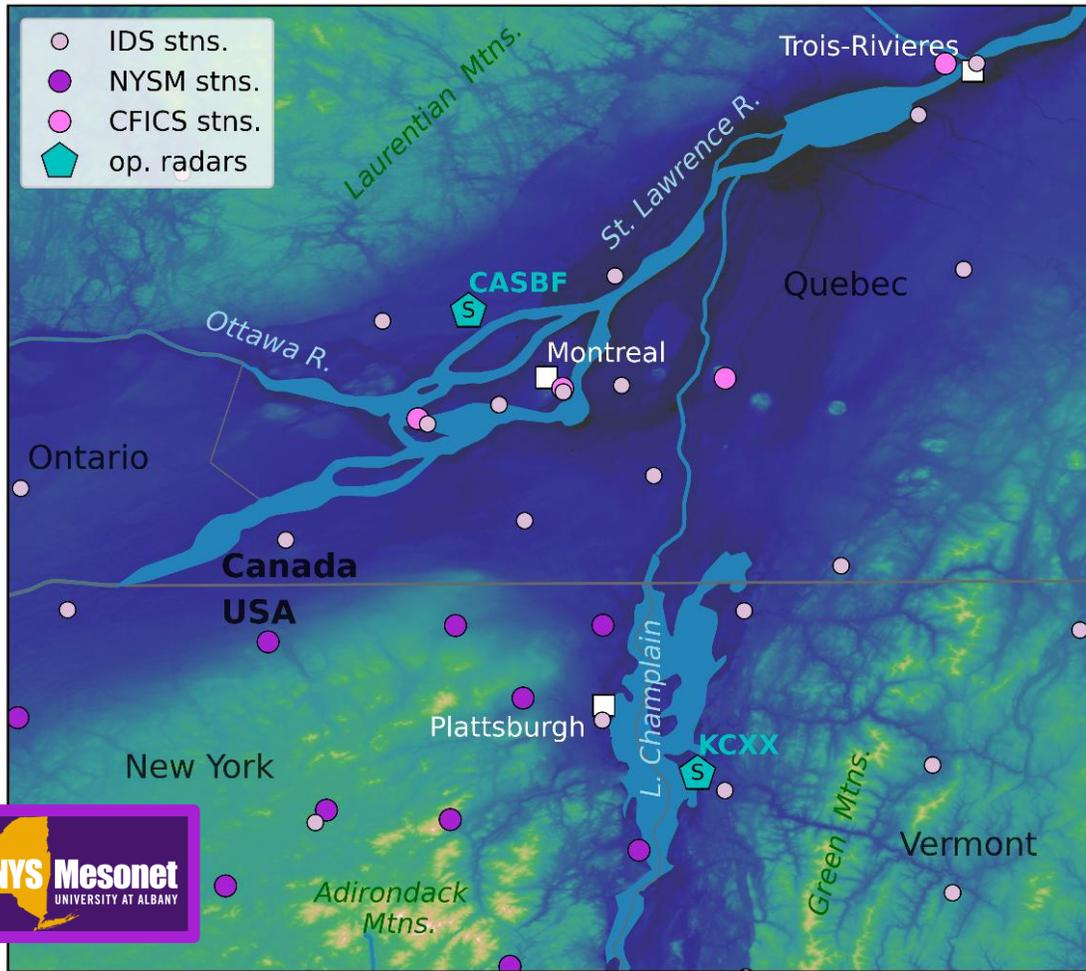 IDS stns.
NYSM stns.
CFICS stns.
op. radars
Laurentian Mtns.
Trois-Rivieres
St. Lawrence R.
CASBF
S
Quebec
Ottawa R.
Montreal
Ontario
Canada
USA
L. Champlain
Plattsburgh
KCXX
S
New York
Green Mtns.
Vermont
NYS Mesonet
UNIVERSITY AT ALBANY
Adirondack
Mtns.